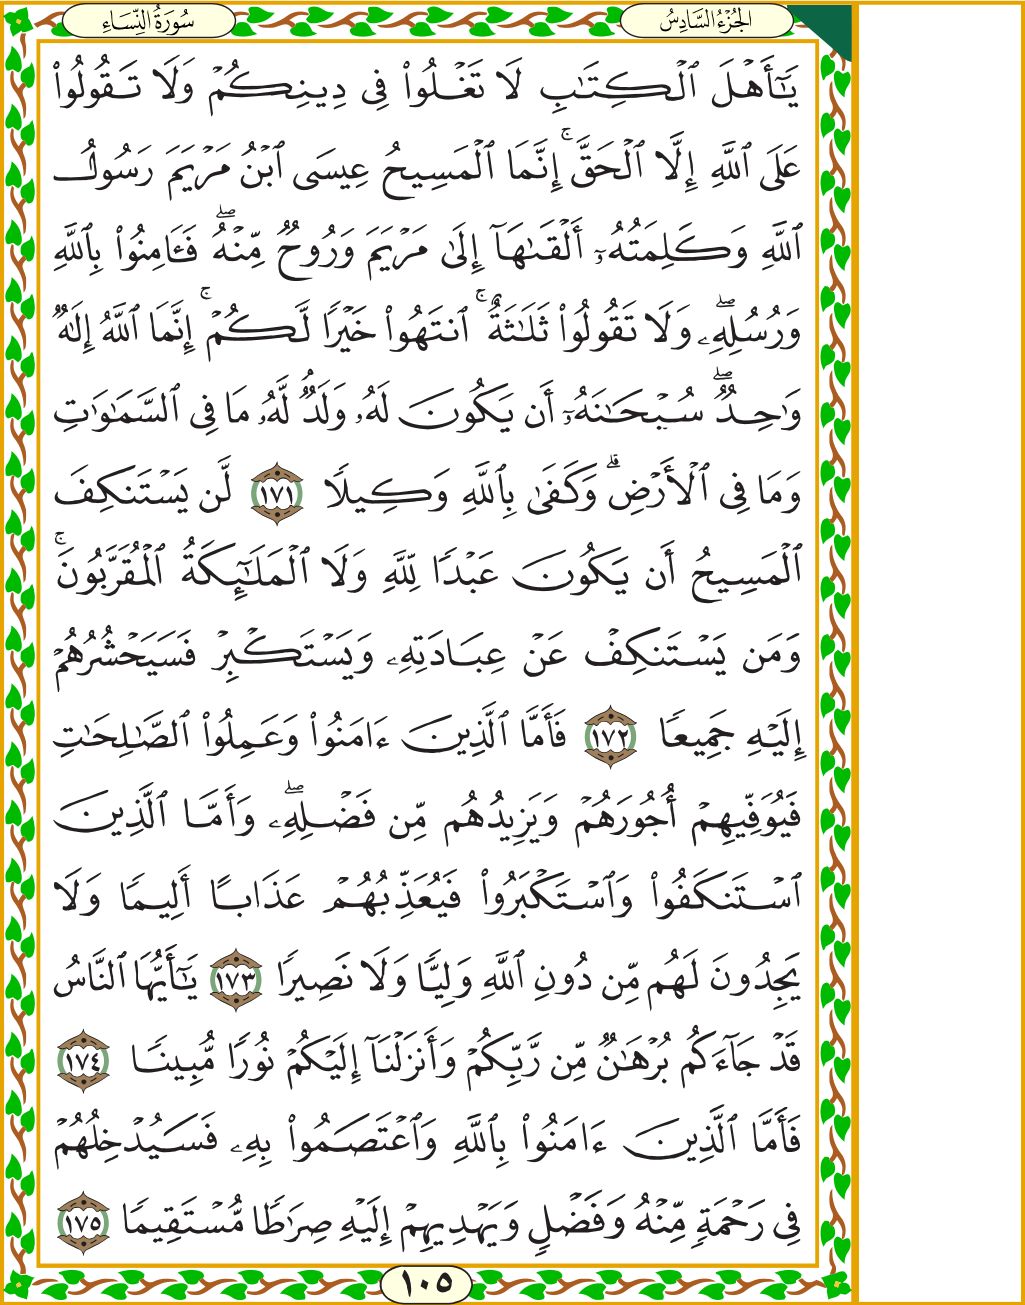 الجُزْءُ السَّادِسُ
سُورَةُ النِّسَاءِ
يَٰٓأَهۡلَ ٱلۡكِتَٰبِ لَا تَغۡلُواْ فِي دِينِكُمۡ وَلَا تَقُولُواْ
عَلَى ٱللَّهِ إِلَّا ٱلۡحَقَّۚ إِنَّمَا ٱلۡمَسِيحُ عِيسَى ٱبۡنُ مَرۡيَمَ رَسُولُ
ٱللَّهِ وَكَلِمَتُهُۥٓ أَلۡقَىٰهَآ إِلَىٰ مَرۡيَمَ وَرُوحٞ مِّنۡهُۖ فَـَٔامِنُواْ بِٱللَّهِ
وَرُسُلِهِۦۖ وَلَا تَقُولُواْ ثَلَٰثَةٌۚ ٱنتَهُواْ خَيۡرٗا لَّكُمۡۚ إِنَّمَا ٱللَّهُ إِلَٰهٞ
وَٰحِدٞۖ سُبۡحَٰنَهُۥٓ أَن يَكُونَ لَهُۥ وَلَدٞۘ لَّهُۥ مَا فِي ٱلسَّمَٰوَٰتِ
وَمَا فِي ٱلۡأَرۡضِۗ وَكَفَىٰ بِٱللَّهِ وَكِيلٗا ١٧١ لَّن يَسۡتَنكِفَ
ٱلۡمَسِيحُ أَن يَكُونَ عَبۡدٗا لِّلَّهِ وَلَا ٱلۡمَلَٰٓئِكَةُ ٱلۡمُقَرَّبُونَۚ
وَمَن يَسۡتَنكِفۡ عَنۡ عِبَادَتِهِۦ وَيَسۡتَكۡبِرۡ فَسَيَحۡشُرُهُمۡ
إِلَيۡهِ جَمِيعٗا ١٧٢ فَأَمَّا ٱلَّذِينَ ءَامَنُواْ وَعَمِلُواْ ٱلصَّٰلِحَٰتِ
فَيُوَفِّيهِمۡ أُجُورَهُمۡ وَيَزِيدُهُم مِّن فَضۡلِهِۦۖ وَأَمَّا ٱلَّذِينَ
ٱسۡتَنكَفُواْ وَٱسۡتَكۡبَرُواْ فَيُعَذِّبُهُمۡ عَذَابًا أَلِيمٗا وَلَا
يَجِدُونَ لَهُم مِّن دُونِ ٱللَّهِ وَلِيّٗا وَلَا نَصِيرٗا ١٧٣ يَٰٓأَيُّهَا ٱلنَّاسُ
قَدۡ جَآءَكُم بُرۡهَٰنٞ مِّن رَّبِّكُمۡ وَأَنزَلۡنَآ إِلَيۡكُمۡ نُورٗا مُّبِينٗا ١٧٤
فَأَمَّا ٱلَّذِينَ ءَامَنُواْ بِٱللَّهِ وَٱعۡتَصَمُواْ بِهِۦ فَسَيُدۡخِلُهُمۡ
فِي رَحۡمَةٖ مِّنۡهُ وَفَضۡلٖ وَيَهۡدِيهِمۡ إِلَيۡهِ صِرَٰطٗا مُّسۡتَقِيمٗا ١٧٥
١٠٥